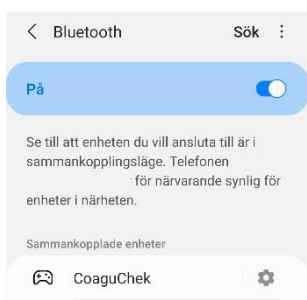 Bluetooth Sök
På
Se till att enheten du vill ansluta till är i
sammankopplingsläge. Telefonen
för närvarande synlig för
enheter i närheten.
Sammankopplade enheter
CoaguChek